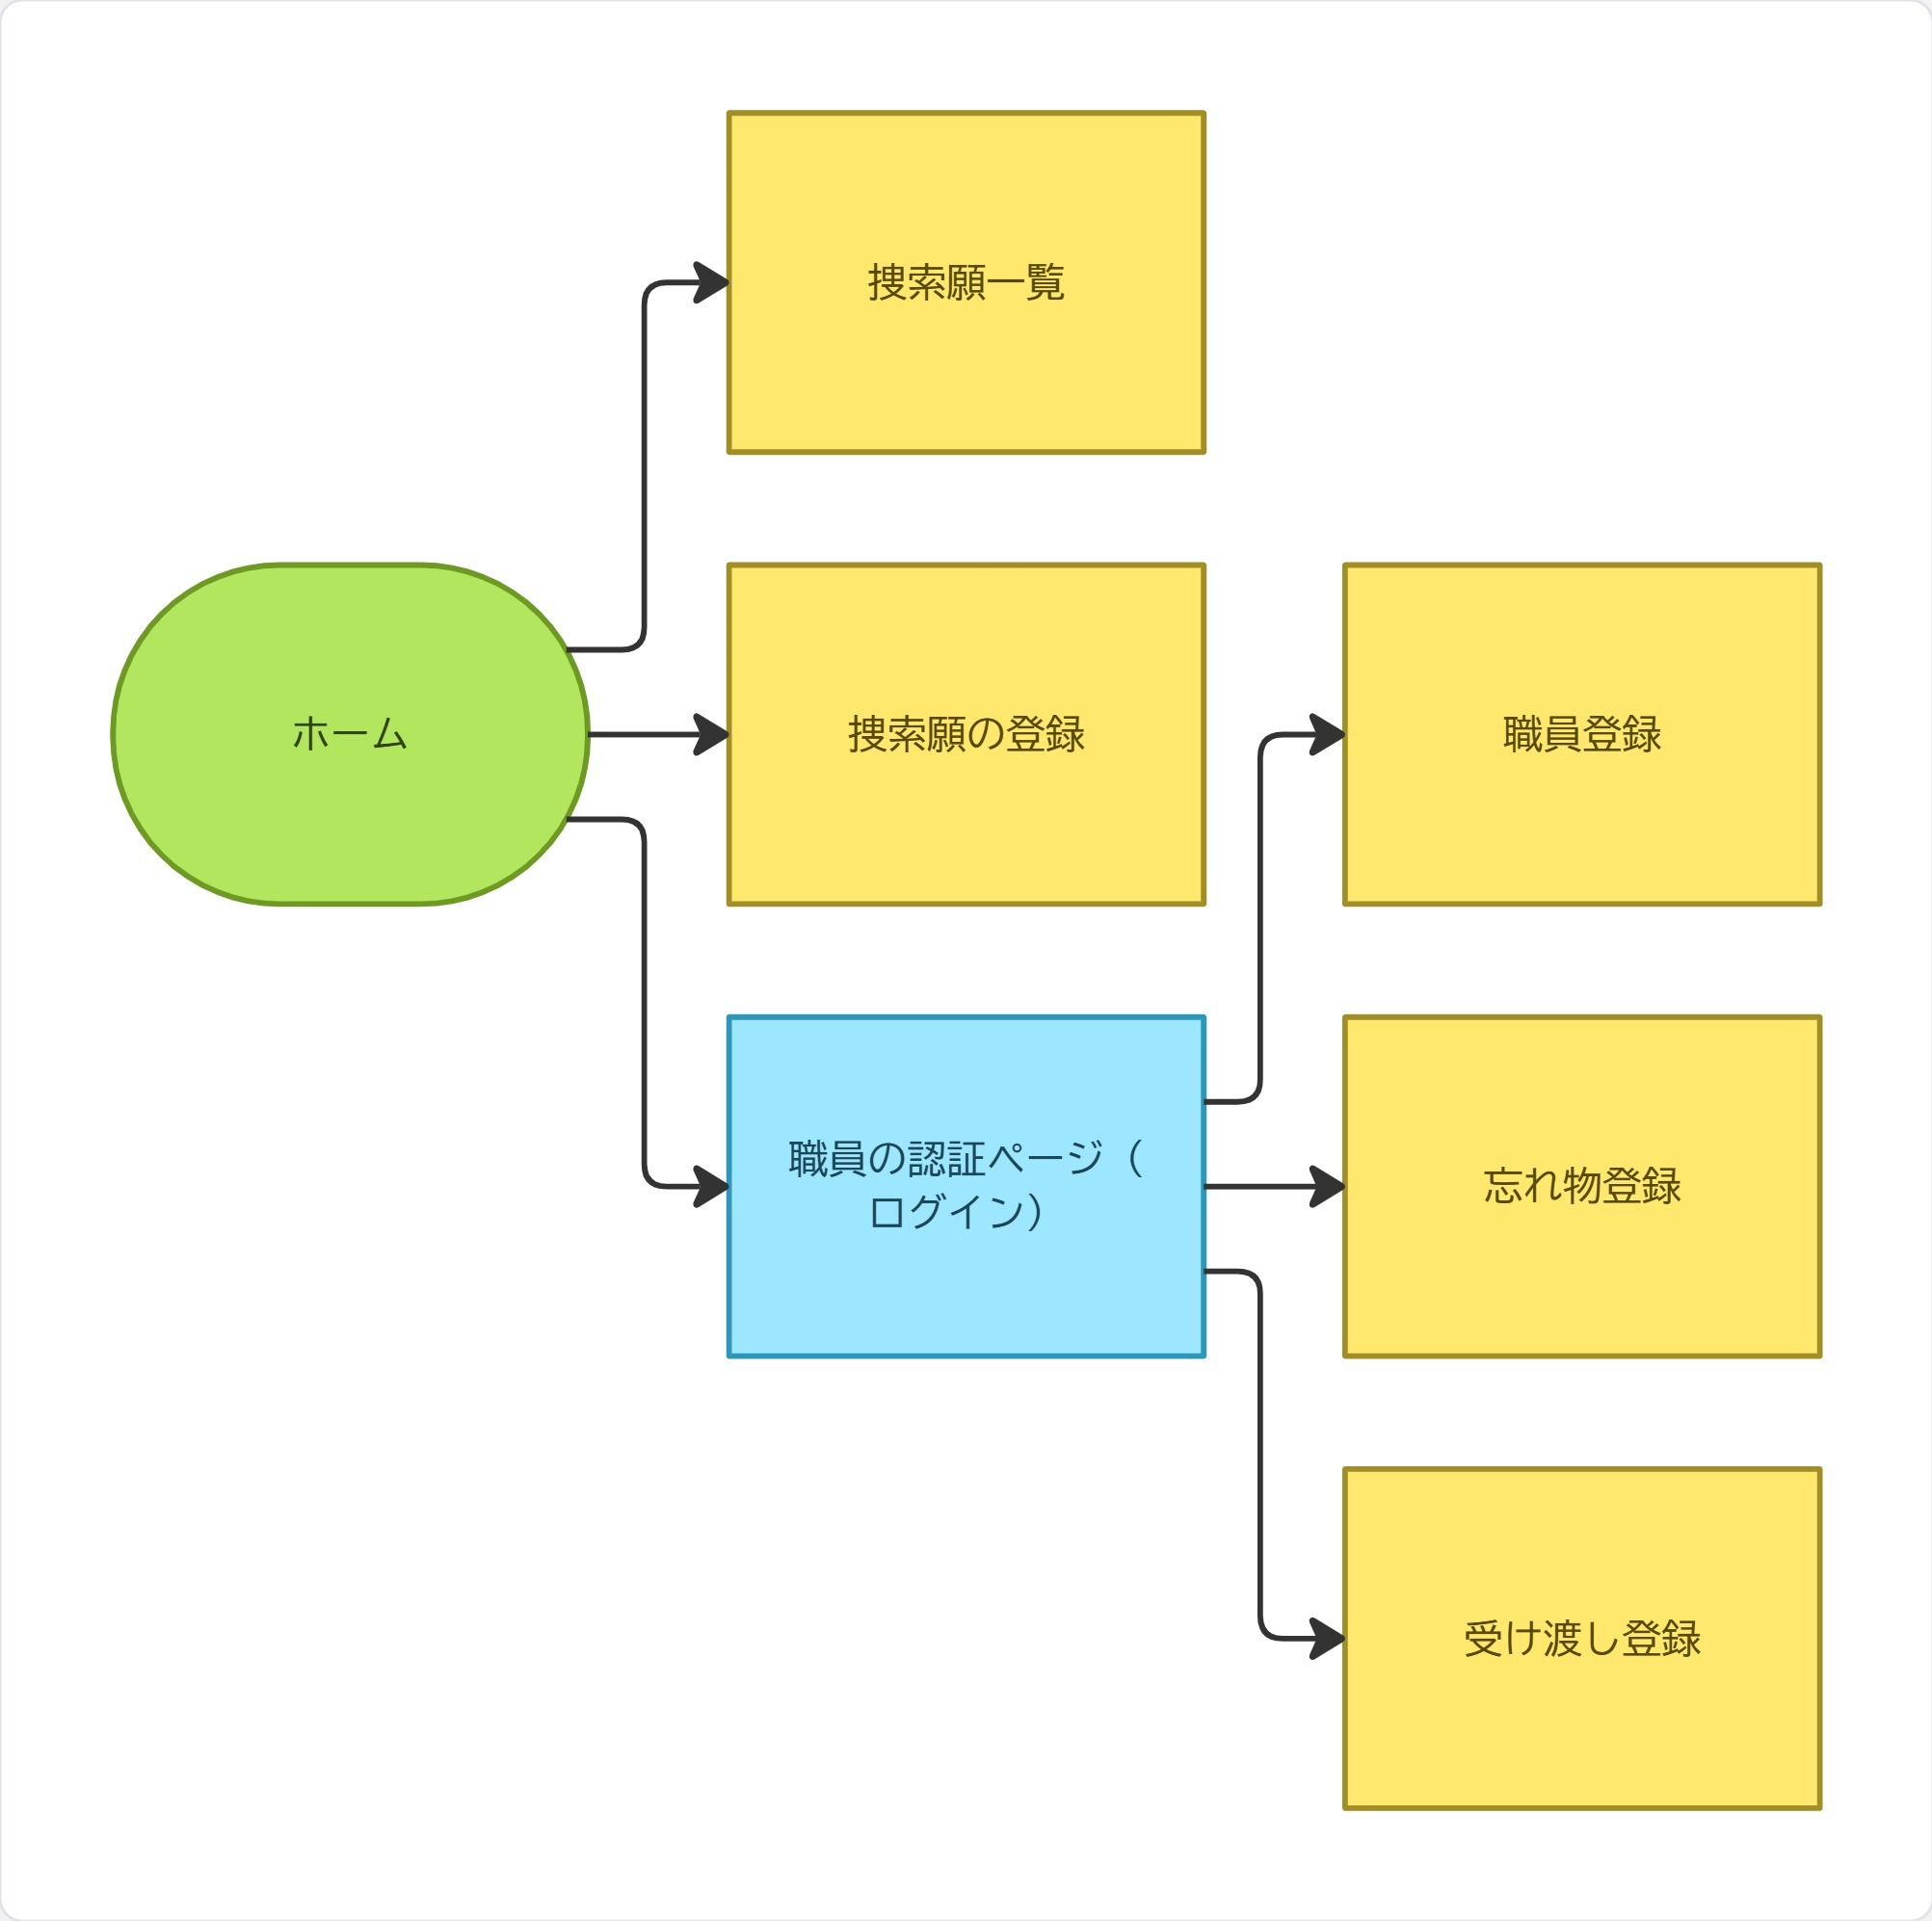 捜索願一覧
ホーム
捜索願の登録
職員登録
職員の認証ページ（
ログイン）
忘れ物登録
受け渡し登録